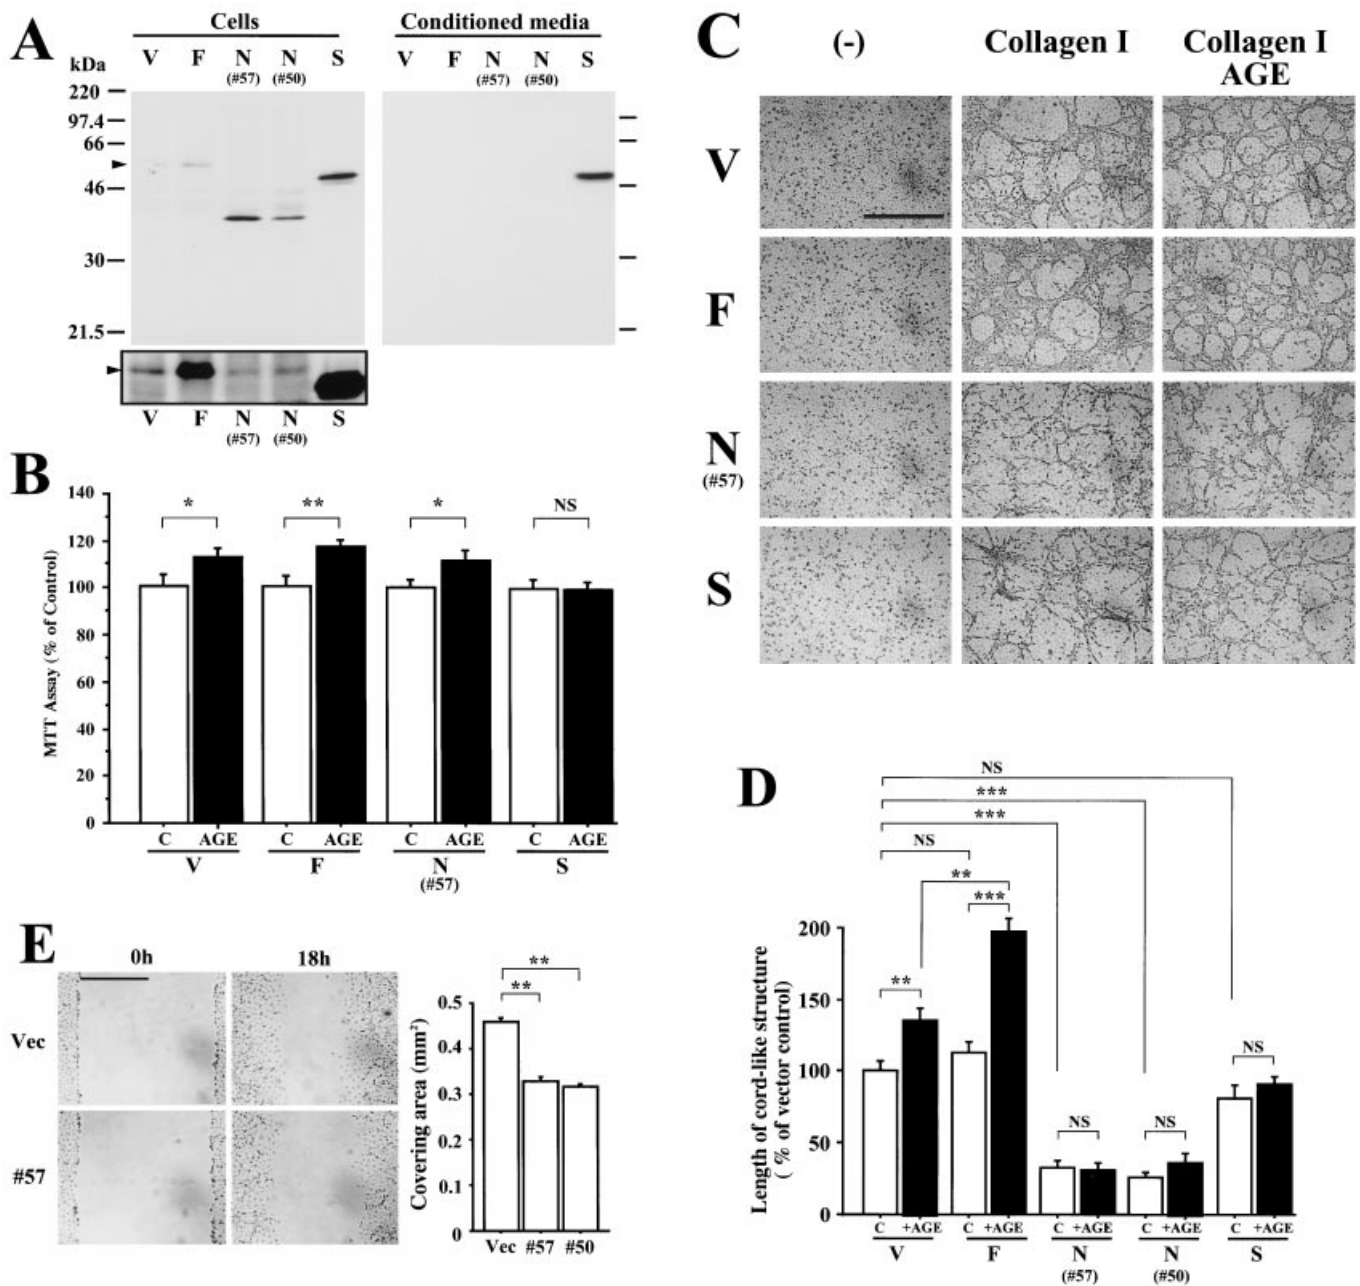 A
Cells
Conditioned media
kDa
V F N N S
(#57) (#50)
V F N N S
(#57) (#50)
220
97.4
66
46
30
21.5
V F N N S
(#57) (#50)
B
MTT Assay (% of Control)
140
120
100
80
60
40
20
0
* ** * NS
C AGE C AGE C AGE C AGE
V F N S
(#57)
C
(-) Collagen I Collagen I
AGE
V
F
N
(#57)
S
D
Length of cord-like structure
( % of vector control)
200
150
100
50
0
NS
***
***
NS
**
***
**
NS NS NS
C +AGE C +AGE C +AGE C +AGE C +AGE
V F N N S
(#57) (#50)
E
0h 18h
Vec
#57
Covering area (mm²)
0.5
0.4
0.3
0.2
0.1
0
**
**
Vec #57 #50